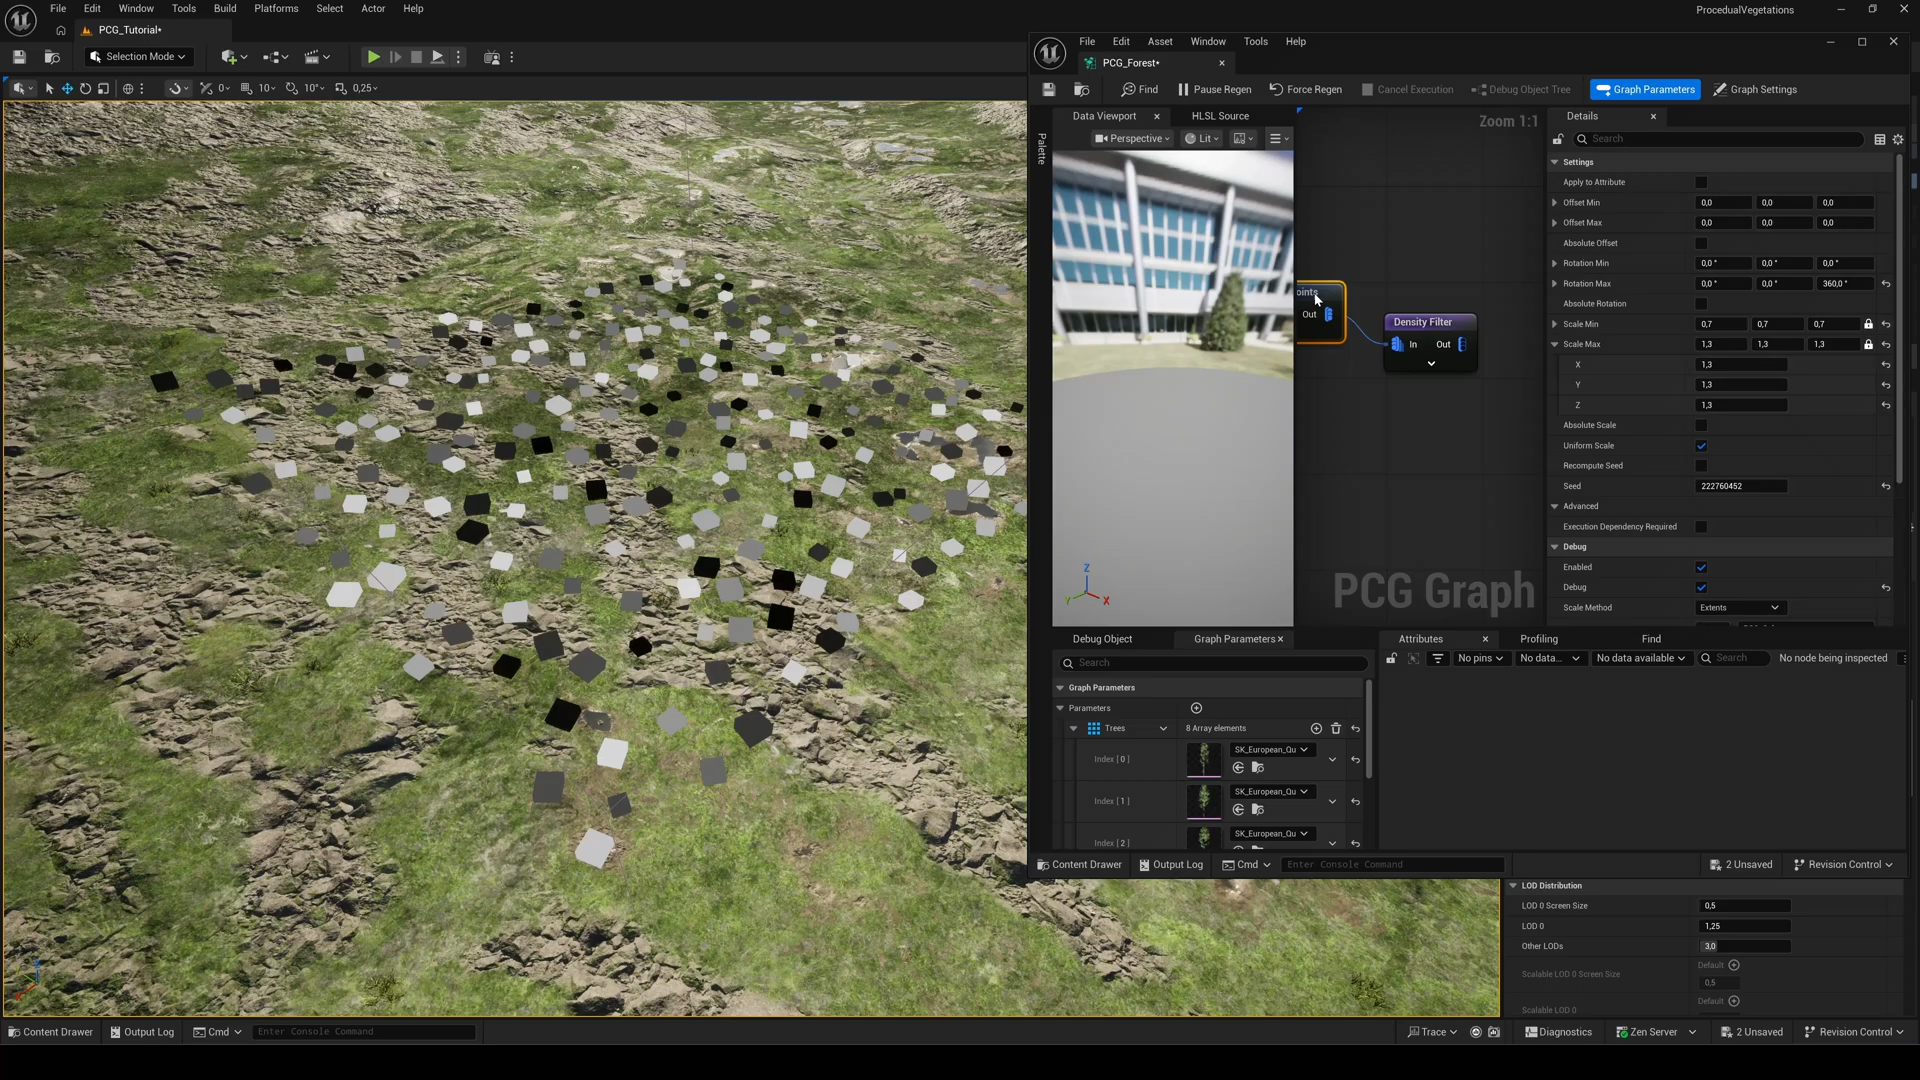 File Edit Window Tools Build Platforms Select Actor Help
ProcedualVegetations
PCG_Tutorial*
Selection Mode
0 10 10° 0,25
File Edit Asset Window Tools Help
PCG_Forest*
Find Pause Regen Force Regen Cancel Execution Debug Object Tree Graph Parameters Graph Settings
Palette
Data Viewport
HLSL Source
Perspective Lit
Zoom 1:1
oints
Out
Density Filter
In Out
PCG Graph
Z
Y X
Details
Search
Settings
Apply to Attribute
Offset Min 0,0 0,0 0,0
Offset Max 0,0 0,0 0,0
Absolute Offset
Rotation Min 0,0 ° 0,0 ° 0,0 °
Rotation Max 0,0 ° 0,0 ° 360,0 °
Absolute Rotation
Scale Min 0,7 0,7 0,7
Scale Max 1,3 1,3 1,3
X 1,3
Y 1,3
Z 1,3
Absolute Scale
Uniform Scale
Recompute Seed
Seed 222760452
Advanced
Execution Dependency Required
Debug
Enabled
Debug
Scale Method Extents
Debug Object Graph Parameters
Search
Graph Parameters
Parameters
Trees 8 Array elements
Index [ 0 ] SK_European_Qu
Index [ 1 ] SK_European_Qu
Index [ 2 ] SK_European_Qu
Attributes Profiling Find
No pins No data... No data available Search No node being inspected
Content Drawer Output Log Cmd Enter Console Command 2 Unsaved Revision Control
LOD Distribution
LOD 0 Screen Size 0,5
LOD 0 1,25
Other LODs 3,0
Default
Scalable LOD 0 Screen Size
0,5
Default
Scalable LOD 0
Content Drawer Output Log Cmd Enter Console Command Trace Diagnostics Zen Server 2 Unsaved Revision Control